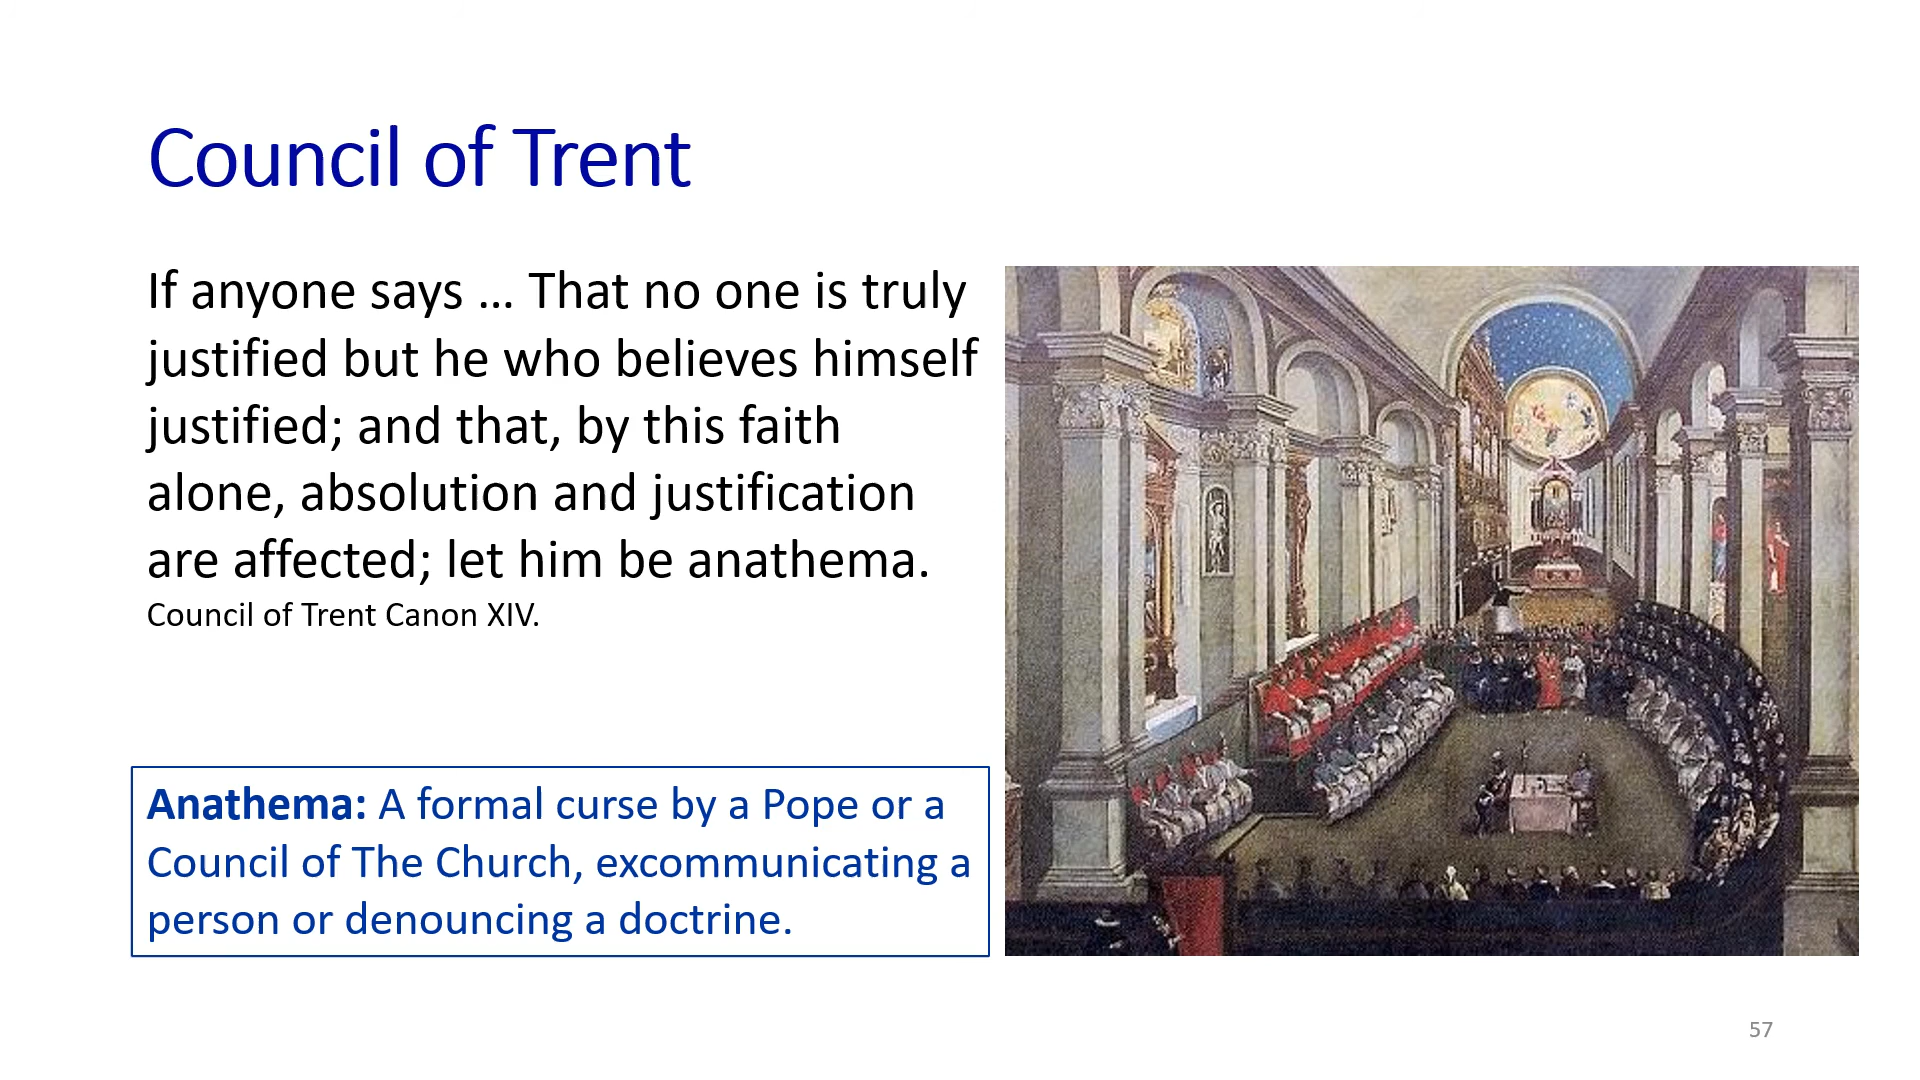 Council of Trent
If anyone says … That no one is truly
justified but he who believes himself
justified; and that, by this faith
alone, absolution and justification
are affected; let him be anathema.
Council of Trent Canon XIV.
Anathema: A formal curse by a Pope or a
Council of The Church, excommunicating a
person or denouncing a doctrine.
57